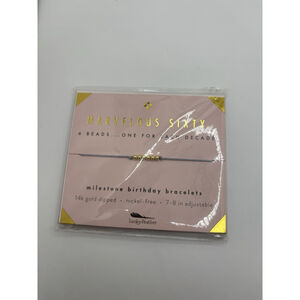 MARVELOUS SIXTY
6 BEADS... ONE FOR EACH DECADE
milestone birthday bracelets
14k gold dipped • nickel-free • 7-8 in adjustable
lucky feather